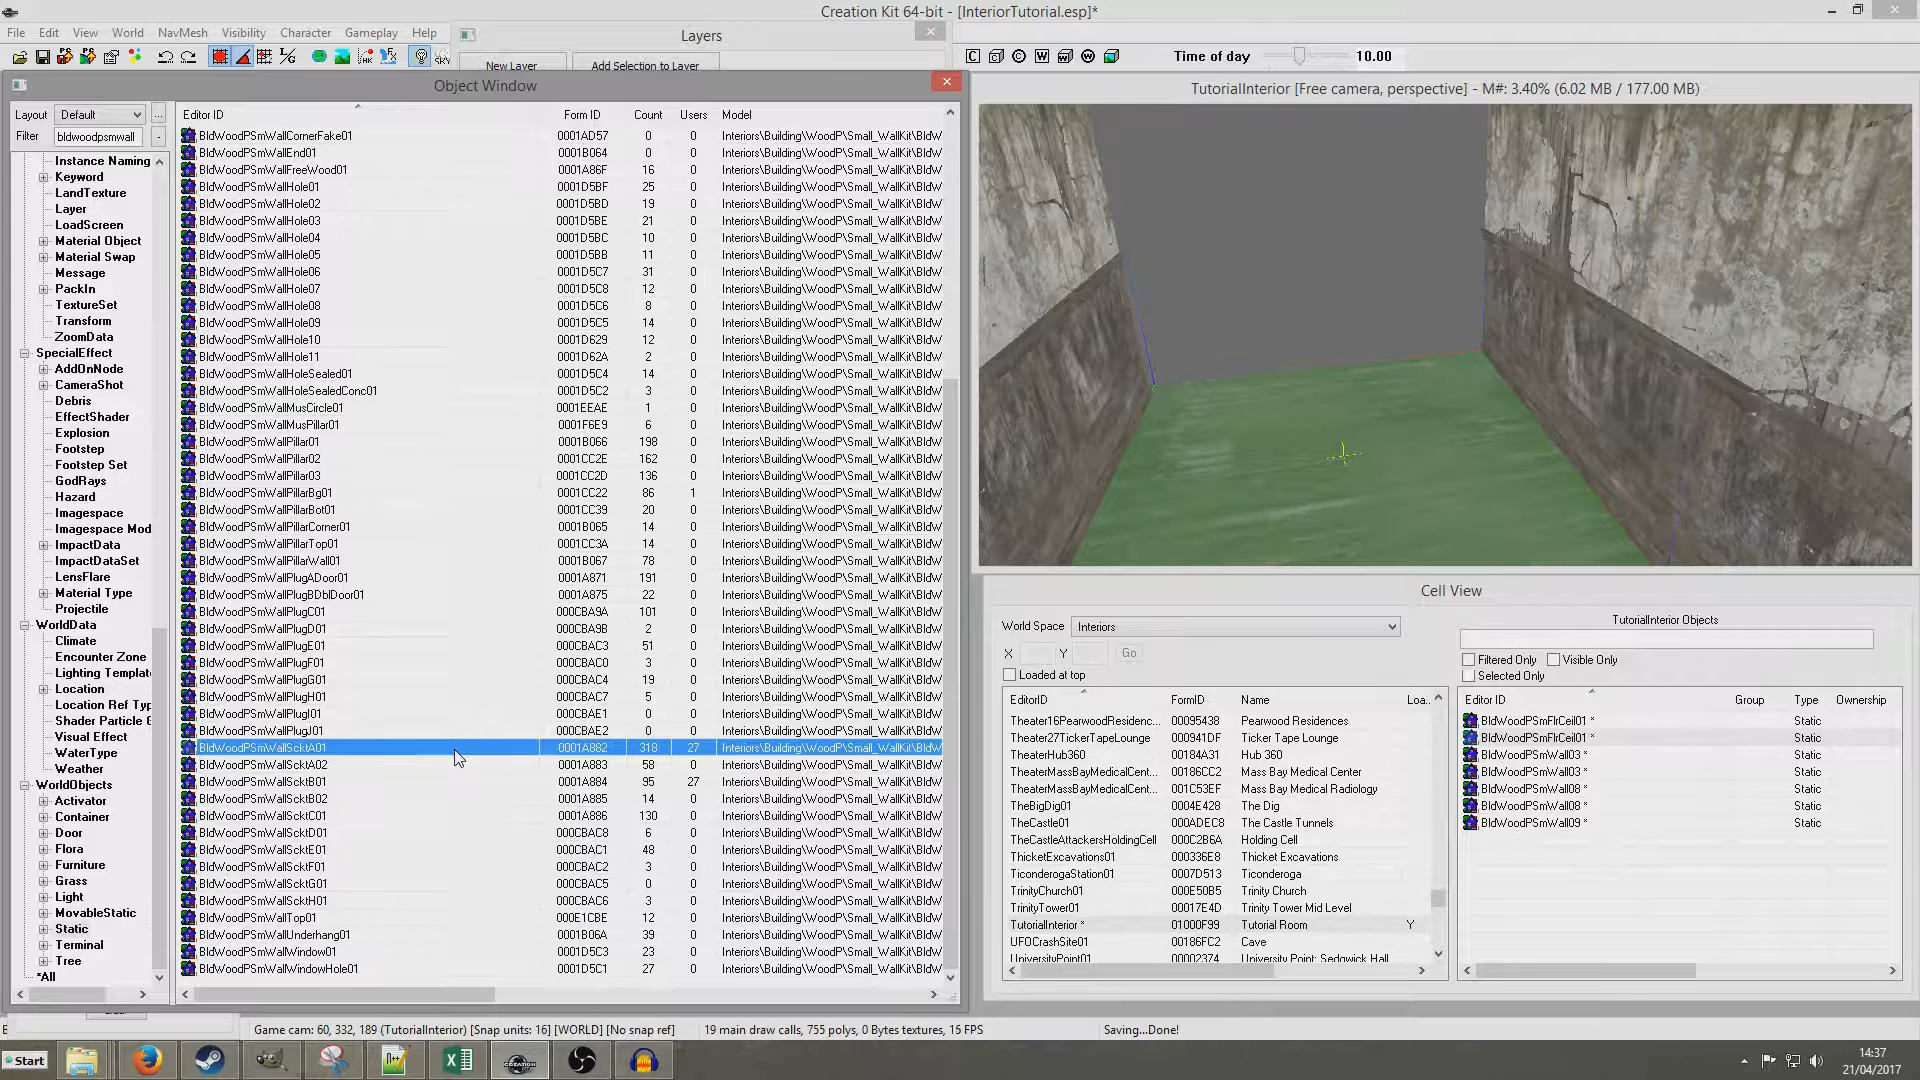 Creation Kit 64-bit - [InteriorTutorial.esp]*
File Edit View World NavMesh Visibility Character Gameplay Help
Layers
New Layer
Add Selection to Layer
Time of day
10.00
Object Window
Layout Default ...
Filter bldwoodpsmwall -
Instance Naming
Keyword
LandTexture
Layer
LoadScreen
Material Object
Material Swap
Message
PackIn
TextureSet
Transform
ZoomData
SpecialEffect
AddOnNode
CameraShot
Debris
EffectShader
Explosion
Footstep
Footstep Set
GodRays
Hazard
Imagespace
Imagespace Mod
ImpactData
ImpactDataSet
LensFlare
Material Type
Projectile
WorldData
Climate
Encounter Zone
Lighting Template
Location
Location Ref Typ
Shader Particle G
Visual Effect
WaterType
Weather
WorldObjects
Activator
Container
Door
Flora
Furniture
Grass
Light
MovableStatic
Static
Terminal
Tree
*All
Editor ID Form ID Count Users Model
BldWoodPSmWallCornerFake01 0001AD57 0 0 Interiors\Building\WoodP\Small_WallKit\BldW
BldWoodPSmWallEnd01 0001B064 0 0 Interiors\Building\WoodP\Small_WallKit\BldW
BldWoodPSmWallFreeWood01 0001A86F 16 0 Interiors\Building\WoodP\Small_WallKit\BldW
BldWoodPSmWallHole01 0001D5BF 25 0 Interiors\Building\WoodP\Small_WallKit\BldW
BldWoodPSmWallHole02 0001D5BD 19 0 Interiors\Building\WoodP\Small_WallKit\BldW
BldWoodPSmWallHole03 0001D5BE 21 0 Interiors\Building\WoodP\Small_WallKit\BldW
BldWoodPSmWallHole04 0001D5BC 10 0 Interiors\Building\WoodP\Small_WallKit\BldW
BldWoodPSmWallHole05 0001D5BB 11 0 Interiors\Building\WoodP\Small_WallKit\BldW
BldWoodPSmWallHole06 0001D5C7 31 0 Interiors\Building\WoodP\Small_WallKit\BldW
BldWoodPSmWallHole07 0001D5C8 12 0 Interiors\Building\WoodP\Small_WallKit\BldW
BldWoodPSmWallHole08 0001D5C6 8 0 Interiors\Building\WoodP\Small_WallKit\BldW
BldWoodPSmWallHole09 0001D5C5 14 0 Interiors\Building\WoodP\Small_WallKit\BldW
BldWoodPSmWallHole10 0001D629 12 0 Interiors\Building\WoodP\Small_WallKit\BldW
BldWoodPSmWallHole11 0001D62A 2 0 Interiors\Building\WoodP\Small_WallKit\BldW
BldWoodPSmWallHoleSealed01 0001D5C4 14 0 Interiors\Building\WoodP\Small_WallKit\BldW
BldWoodPSmWallHoleSealedConc01 0001D5C2 3 0 Interiors\Building\WoodP\Small_WallKit\BldW
BldWoodPSmWallMusCircle01 0001EEAE 1 0 Interiors\Building\WoodP\Small_WallKit\BldW
BldWoodPSmWallMusPillar01 0001F6E9 6 0 Interiors\Building\WoodP\Small_WallKit\BldW
BldWoodPSmWallPillar01 0001B066 198 0 Interiors\Building\WoodP\Small_WallKit\BldW
BldWoodPSmWallPillar02 0001CC2E 162 0 Interiors\Building\WoodP\Small_WallKit\BldW
BldWoodPSmWallPillar03 0001CC2D 136 0 Interiors\Building\WoodP\Small_WallKit\BldW
BldWoodPSmWallPillarBg01 0001CC22 86 1 Interiors\Building\WoodP\Small_WallKit\BldW
BldWoodPSmWallPillarBot01 0001CC39 20 0 Interiors\Building\WoodP\Small_WallKit\BldW
BldWoodPSmWallPillarCorner01 0001B065 14 0 Interiors\Building\WoodP\Small_WallKit\BldW
BldWoodPSmWallPillarTop01 0001CC3A 14 0 Interiors\Building\WoodP\Small_WallKit\BldW
BldWoodPSmWallPillarWall01 0001B067 78 0 Interiors\Building\WoodP\Small_WallKit\BldW
BldWoodPSmWallPlugADoor01 0001A871 191 0 Interiors\Building\WoodP\Small_WallKit\BldW
BldWoodPSmWallPlugBDblDoor01 0001A875 22 0 Interiors\Building\WoodP\Small_WallKit\BldW
BldWoodPSmWallPlugC01 000CBA9A 101 0 Interiors\Building\WoodP\Small_WallKit\BldW
BldWoodPSmWallPlugD01 000CBA9B 2 0 Interiors\Building\WoodP\Small_WallKit\BldW
BldWoodPSmWallPlugE01 000CBAC3 51 0 Interiors\Building\WoodP\Small_WallKit\BldW
BldWoodPSmWallPlugF01 000CBAC0 3 0 Interiors\Building\WoodP\Small_WallKit\BldW
BldWoodPSmWallPlugG01 000CBAC4 19 0 Interiors\Building\WoodP\Small_WallKit\BldW
BldWoodPSmWallPlugH01 000CBAC7 5 0 Interiors\Building\WoodP\Small_WallKit\BldW
BldWoodPSmWallPlugI01 000CBAE1 0 0 Interiors\Building\WoodP\Small_WallKit\BldW
BldWoodPSmWallPlugJ01 000CBAE2 0 0 Interiors\Building\WoodP\Small_WallKit\BldW
BldWoodPSmWallScktA01 0001A882 318 27 Interiors\Building\WoodP\Small_WallKit\BldW
BldWoodPSmWallScktA02 0001A883 58 0 Interiors\Building\WoodP\Small_WallKit\BldW
BldWoodPSmWallScktB01 0001A884 95 27 Interiors\Building\WoodP\Small_WallKit\BldW
BldWoodPSmWallScktB02 0001A885 14 0 Interiors\Building\WoodP\Small_WallKit\BldW
BldWoodPSmWallScktC01 0001A886 130 0 Interiors\Building\WoodP\Small_WallKit\BldW
BldWoodPSmWallScktD01 000CBAC8 6 0 Interiors\Building\WoodP\Small_WallKit\BldW
BldWoodPSmWallScktE01 000CBAC1 48 0 Interiors\Building\WoodP\Small_WallKit\BldW
BldWoodPSmWallScktF01 000CBAC2 3 0 Interiors\Building\WoodP\Small_WallKit\BldW
BldWoodPSmWallScktG01 000CBAC5 0 0 Interiors\Building\WoodP\Small_WallKit\BldW
BldWoodPSmWallScktH01 000CBAC6 3 0 Interiors\Building\WoodP\Small_WallKit\BldW
BldWoodPSmWallTop01 000E1CBE 12 0 Interiors\Building\WoodP\Small_WallKit\BldW
BldWoodPSmWallUnderhang01 0001B06A 39 0 Interiors\Building\WoodP\Small_WallKit\BldW
BldWoodPSmWallWindow01 0001D5C3 23 0 Interiors\Building\WoodP\Small_WallKit\BldW
BldWoodPSmWallWindowHole01 0001D5C1 27 0 Interiors\Building\WoodP\Small_WallKit\BldW
TutorialInterior [Free camera, perspective] - M#: 3.40% (6.02 MB / 177.00 MB)
Cell View
World Space Interiors
X Y Go
Loaded at top
EditorID FormID Name Loa..
Theater16PearwoodResidenc... 00095438 Pearwood Residences
Theater27TickerTapeLounge 000941DF Ticker Tape Lounge
TheaterHub360 00184A31 Hub 360
TheaterMassBayMedicalCent... 00186CC2 Mass Bay Medical Center
TheaterMassBayMedicalCent... 001C53EF Mass Bay Medical Radiology
TheBigDig01 0004E428 The Dig
TheCastle01 000ADEC8 The Castle Tunnels
TheCastleAttackersHoldingCell 000C2B6A Holding Cell
ThicketExcavations01 000336E8 Thicket Excavations
TiconderogaStation01 0007D513 Ticonderoga
TrinityChurch01 000E50B5 Trinity Church
TrinityTower01 00017E4D Trinity Tower Mid Level
TutorialInterior * 01000F99 Tutorial Room Y
UFOCrashSite01 00186FC2 Cave
UniversityPoint01 00002374 University Point: Sedgwick Hall
TutorialInterior Objects
Filtered Only Visible Only
Selected Only
Editor ID Group Type Ownership
BldWoodPSmFlrCeil01 * Static
BldWoodPSmFlrCeil01 * Static
BldWoodPSmWall03 * Static
BldWoodPSmWall03 * Static
BldWoodPSmWall08 * Static
BldWoodPSmWall08 * Static
BldWoodPSmWall09 * Static
Game cam: 60, 332, 189 (TutorialInterior) [Snap units: 16] [WORLD] [No snap ref]
19 main draw calls, 755 polys, 0 Bytes textures, 15 FPS
Saving...Done!
Start
14:37
21/04/2017